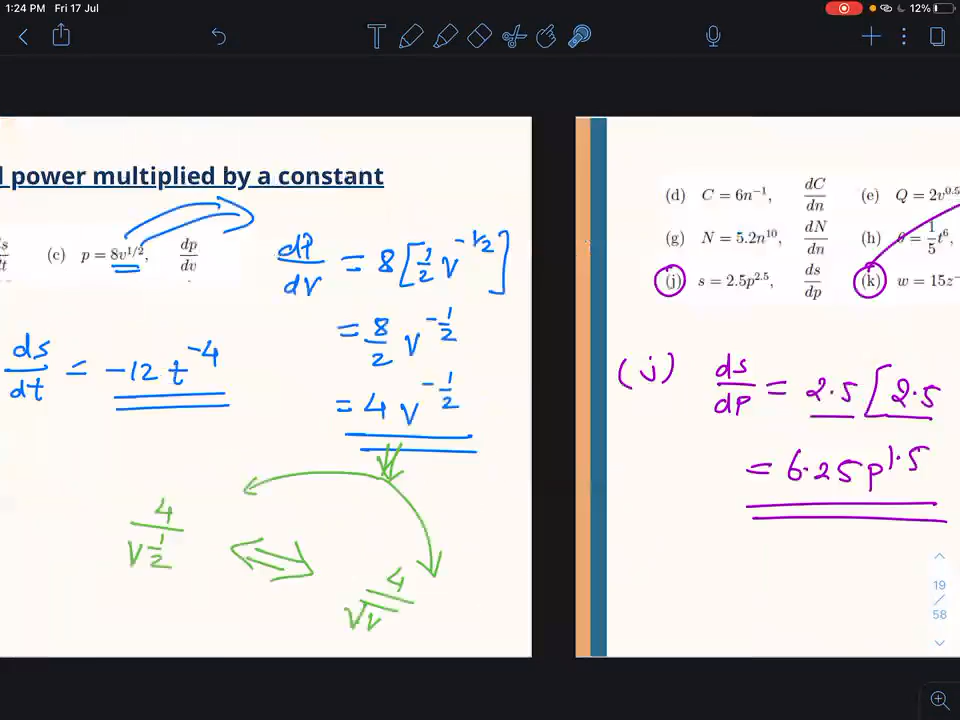 1:24 PM Fri 17 Jul
12%
l power multiplied by a constant
(c) p = 8v^{1/2}, dp/dv
dp/dv = 8[1/2 v^{-1/2}]
= 8/2 v^{-1/2}
= 4 v^{-1/2}
ds/dt = -12 t^{-4}
4/v^{1/2}
4/√v
(d) C = 6n^{-1}, dC/dn (e) Q = 2v^{0.5}
(g) N = 5.2n^{10}, dN/dn (h) θ = 1/5 t^6,
(j) s = 2.5p^{2.5}, ds/dp (k) w = 15z^-
(j) ds/dp = 2.5[2.5
= 6.25p^{1.5}
19
/
58